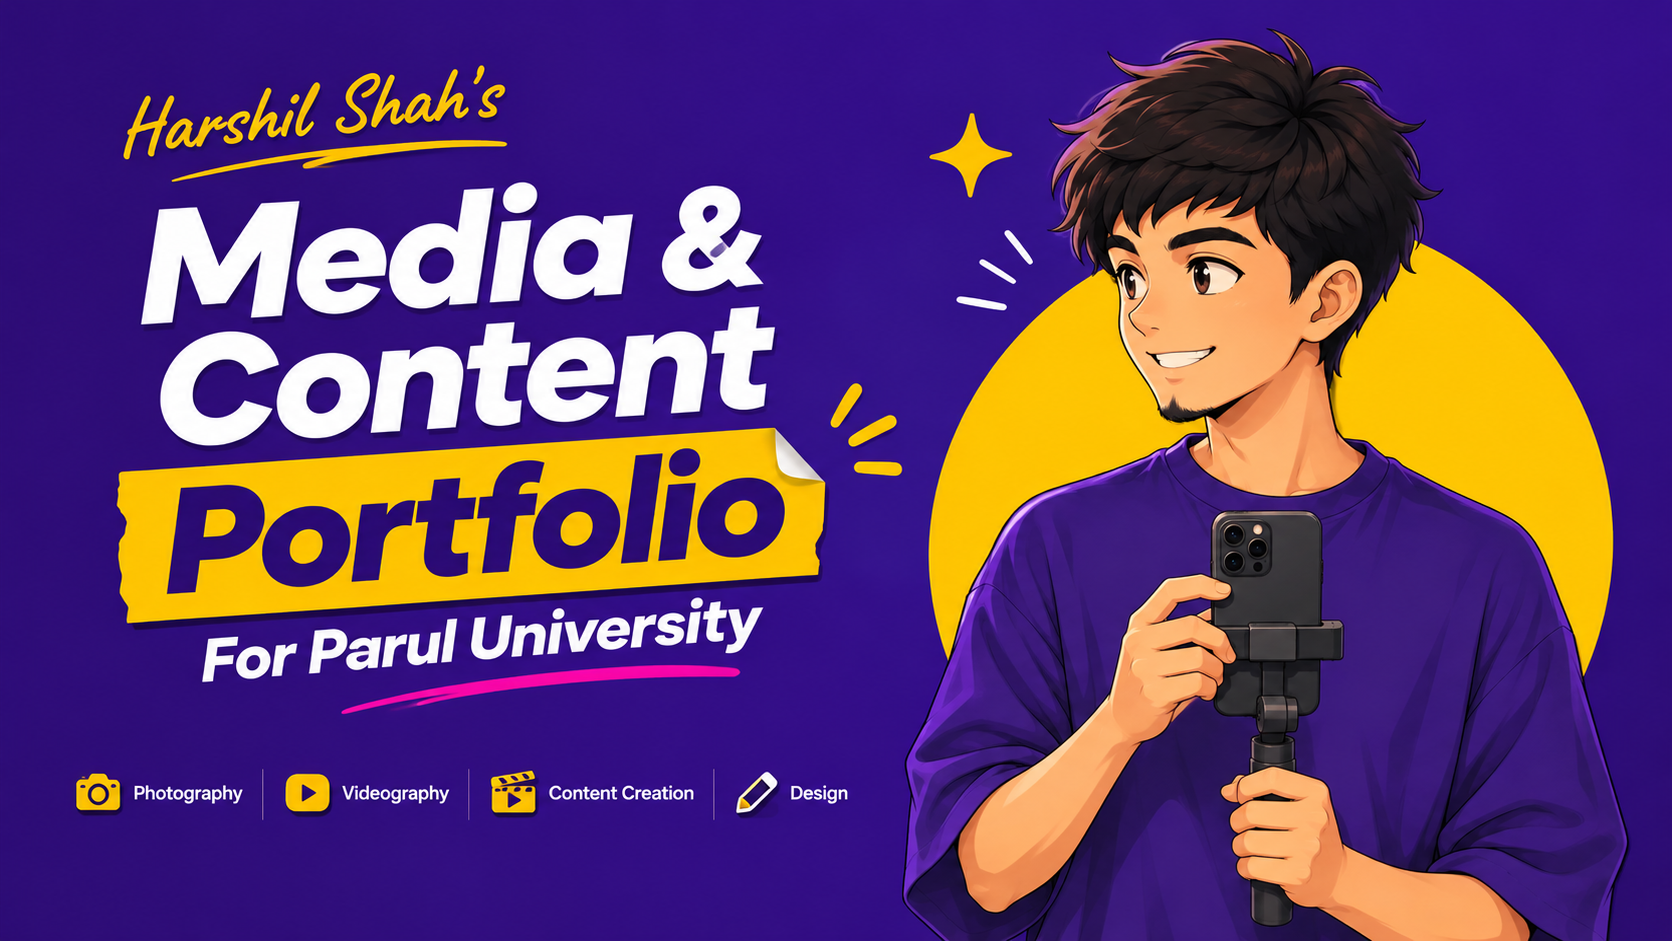 Harshil Shah's
Media &
Content
Portfolio
For Parul University
Photography
Videography
Content Creation
Design